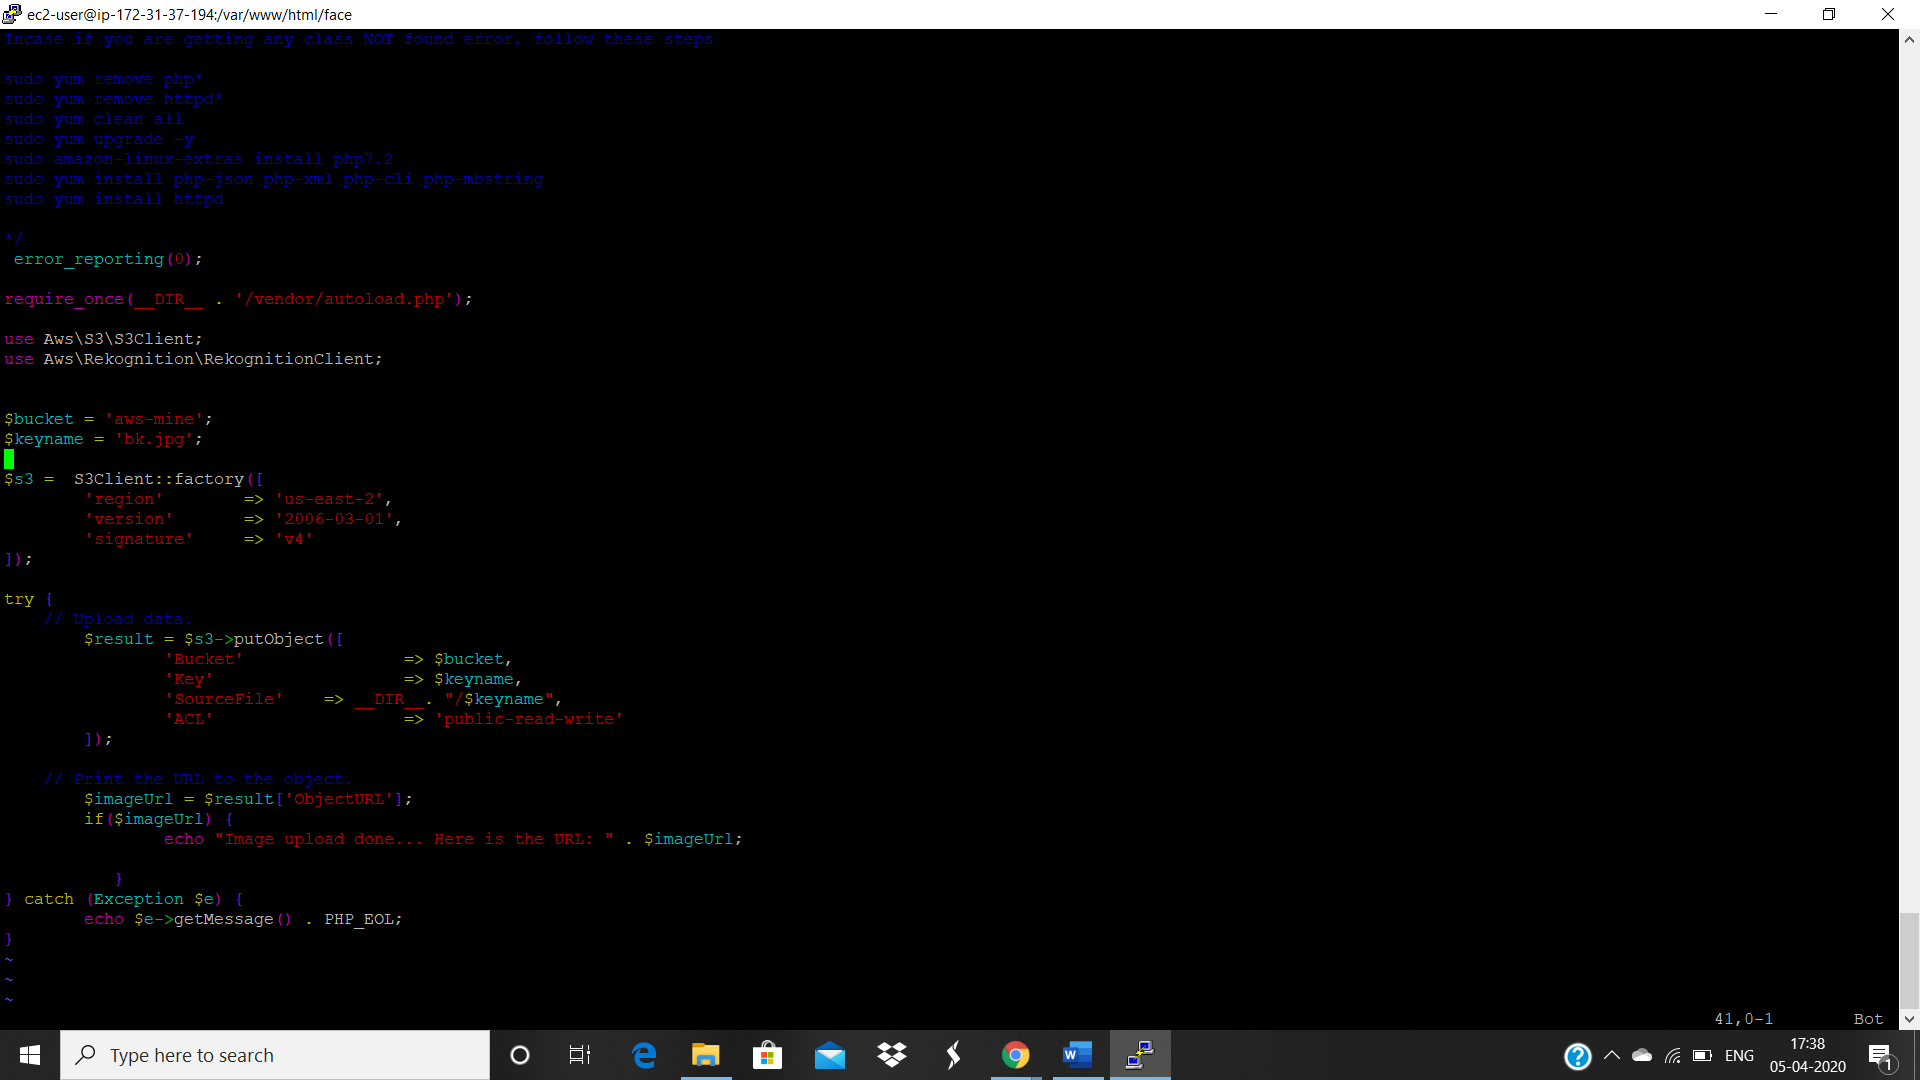 ec2-user@ip-172-31-37-194:/var/www/html/face
Incase if you are getting any class NOT found error, follow these steps
sudo yum remove php*
sudo yum remove httpd*
sudo yum clean all
sudo yum upgrade -y
sudo amazon-linux-extras install php7.2
sudo yum install php-json php-xml php-cli php-mbstring
sudo yum install httpd
*/
error_reporting(0);
require_once(__DIR__ . '/vendor/autoload.php');
use Aws\S3\S3Client;
use Aws\Rekognition\RekognitionClient;
$bucket = 'aws-mine';
$keyname = 'bk.jpg';
$s3 =  S3Client::factory([
        'region'        => 'us-east-2',
        'version'       => '2006-03-01',
        'signature'     => 'v4'
]);
try {
    // Upload data.
        $result = $s3->putObject([
                'Bucket'                => $bucket,
                'Key'                   => $keyname,
                'SourceFile'    => __DIR__. "/$keyname",
                'ACL'                   => 'public-read-write'
        ]);
    // Print the URL to the object.
        $imageUrl = $result['ObjectURL'];
        if($imageUrl) {
                echo "Image upload done... Here is the URL: " . $imageUrl;
           }
} catch (Exception $e) {
        echo $e->getMessage() . PHP_EOL;
}
~
~
~
41,0-1 Bot
Type here to search
ENG
17:38
05-04-2020
1